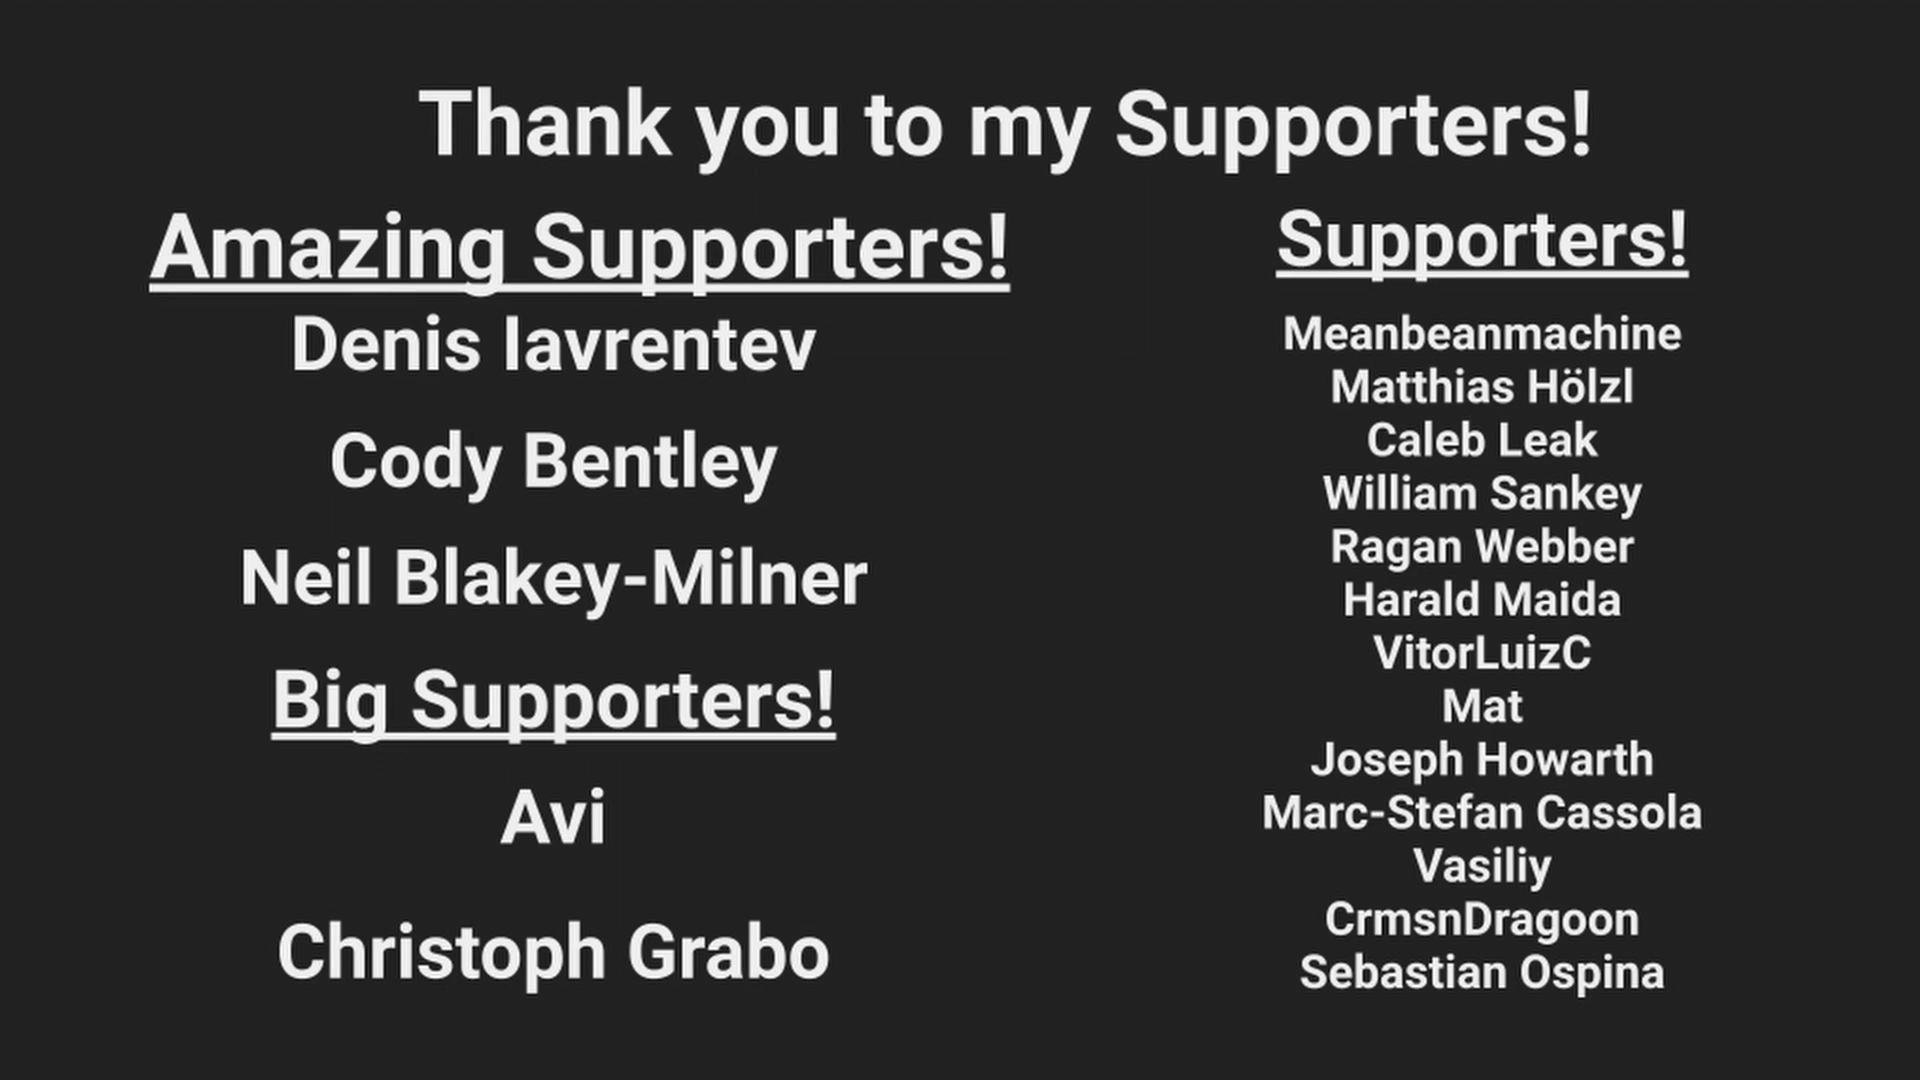 Thank you to my Supporters!
Amazing Supporters!
Denis Iavrentev
Cody Bentley
Neil Blakey-Milner
Big Supporters!
Avi
Christoph Grabo
Supporters!
Meanbeanmachine
Matthias Hölzl
Caleb Leak
William Sankey
Ragan Webber
Harald Maida
VitorLuizC
Mat
Joseph Howarth
Marc-Stefan Cassola
Vasiliy
CrmsnDragoon
Sebastian Ospina